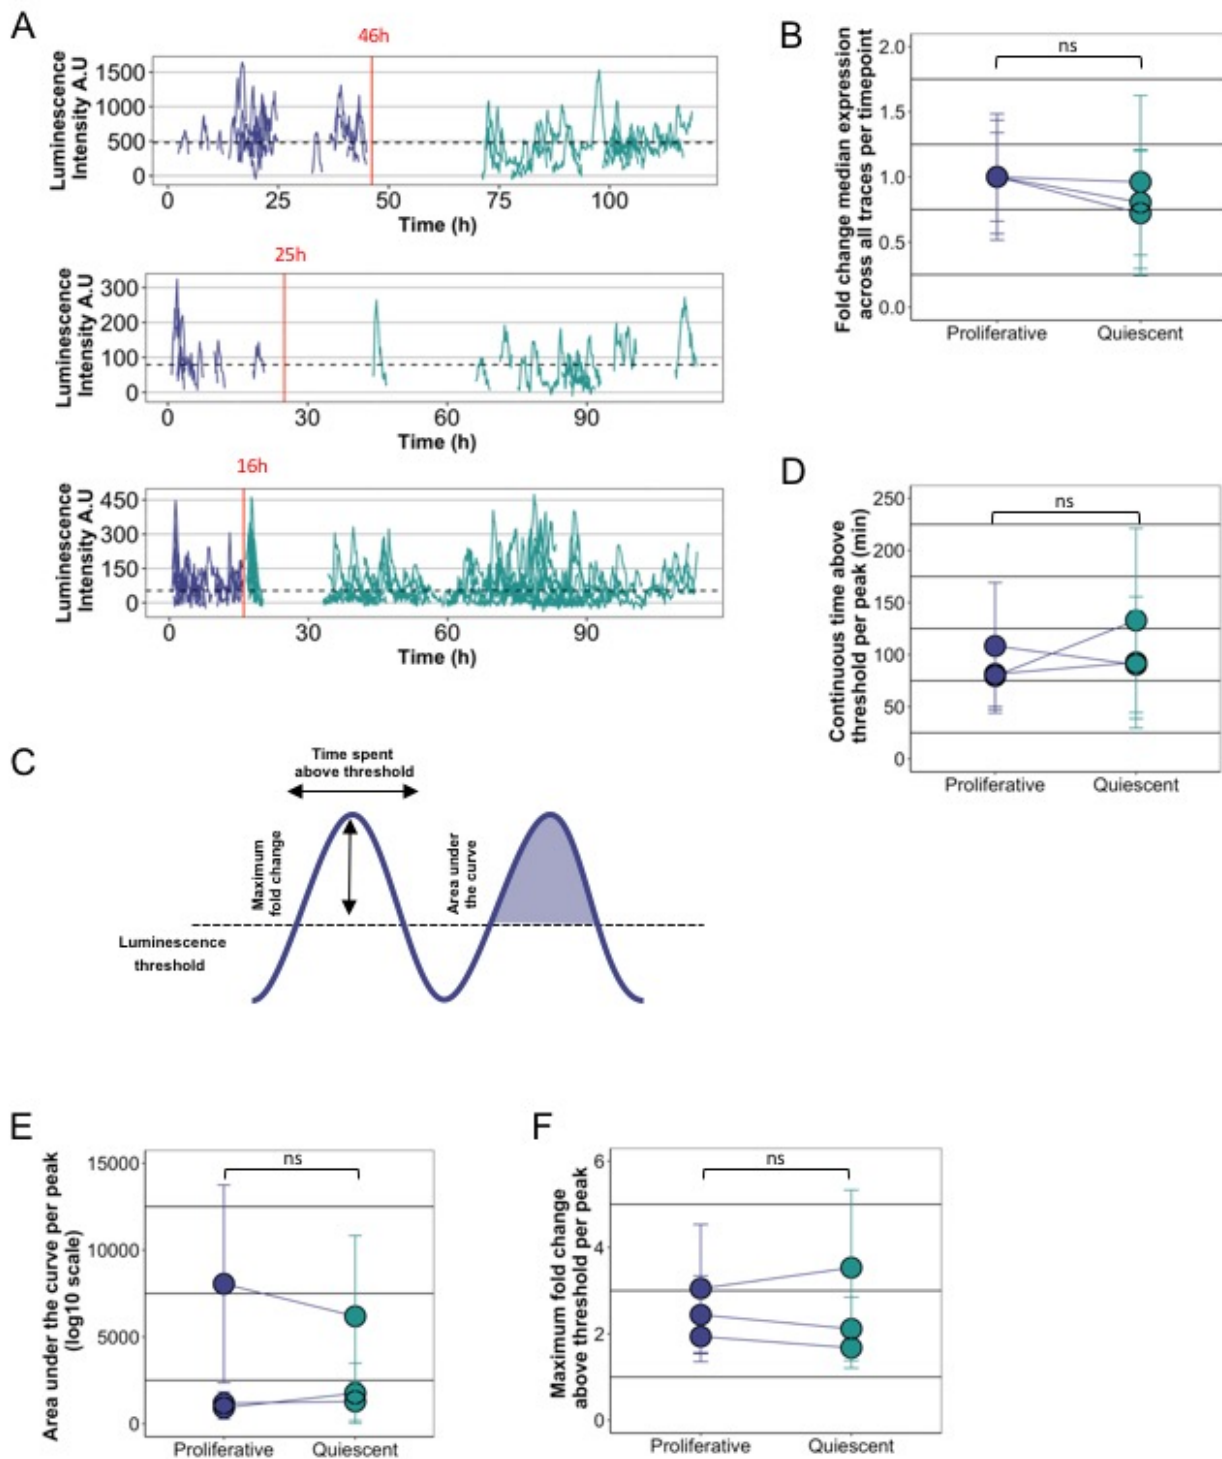 A
46h
Luminescence
Intensity A.U
1500
1000
500
0
0
25
50
75
100
Time (h)
25h
Luminescence
Intensity A.U
300
200
100
0
0
30
60
90
Time (h)
16h
Luminescence
Intensity A.U
450
300
150
0
0
30
60
90
Time (h)
B
ns
Fold change median expression
across all traces per timepoint
2.0
1.5
1.0
0.5
0.0
Proliferative
Quiescent
C
Time spent
above threshold
Maximum
fold change
Area under
the curve
Luminescence
threshold
D
ns
Continuous time above
threshold per peak (min)
250
200
150
100
50
0
Proliferative
Quiescent
E
ns
Area under the curve per peak
(log10 scale)
15000
10000
5000
0
Proliferative
Quiescent
F
ns
Maximum fold change
above threshold per peak
6
4
2
0
Proliferative
Quiescent